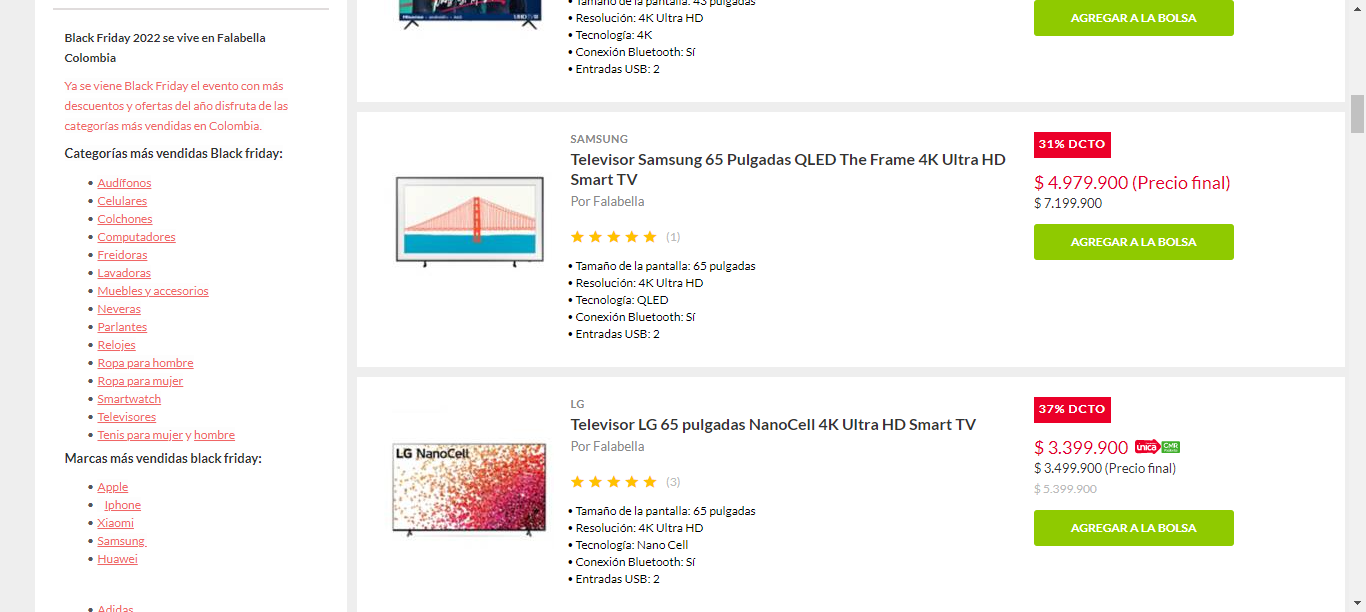 Black Friday 2022 se vive en Falabella
Colombia
Ya se viene Black Friday el evento con más
descuentos y ofertas del año disfruta de las
categorías más vendidas en Colombia.
Categorías más vendidas Black friday:
• Audífonos
• Celulares
• Colchones
• Computadores
• Freidoras
• Lavadoras
• Muebles y accesorios
• Neveras
• Parlantes
• Relojes
• Ropa para hombre
• Ropa para mujer
• Smartwatch
• Televisores
• Tenis para mujer y hombre
Marcas más vendidas black friday:
• Apple
• Iphone
• Xiaomi
• Samsung
• Huawei
• Adidas
• Tamaño de la pantalla: 43 pulgadas
• Resolución: 4K Ultra HD
• Tecnología: 4K
• Conexión Bluetooth: Sí
• Entradas USB: 2
AGREGAR A LA BOLSA
SAMSUNG
Televisor Samsung 65 Pulgadas QLED The Frame 4K Ultra HD
Smart TV
Por Falabella
(1)
• Tamaño de la pantalla: 65 pulgadas
• Resolución: 4K Ultra HD
• Tecnología: QLED
• Conexión Bluetooth: Sí
• Entradas USB: 2
31% DCTO
$ 4.979.900 (Precio final)
$ 7.199.900
AGREGAR A LA BOLSA
LG NanoCell
LG
Televisor LG 65 pulgadas NanoCell 4K Ultra HD Smart TV
Por Falabella
(3)
• Tamaño de la pantalla: 65 pulgadas
• Resolución: 4K Ultra HD
• Tecnología: Nano Cell
• Conexión Bluetooth: Sí
• Entradas USB: 2
37% DCTO
$ 3.399.900 unica CMR
$ 3.499.900 (Precio final)
$ 5.399.900
AGREGAR A LA BOLSA